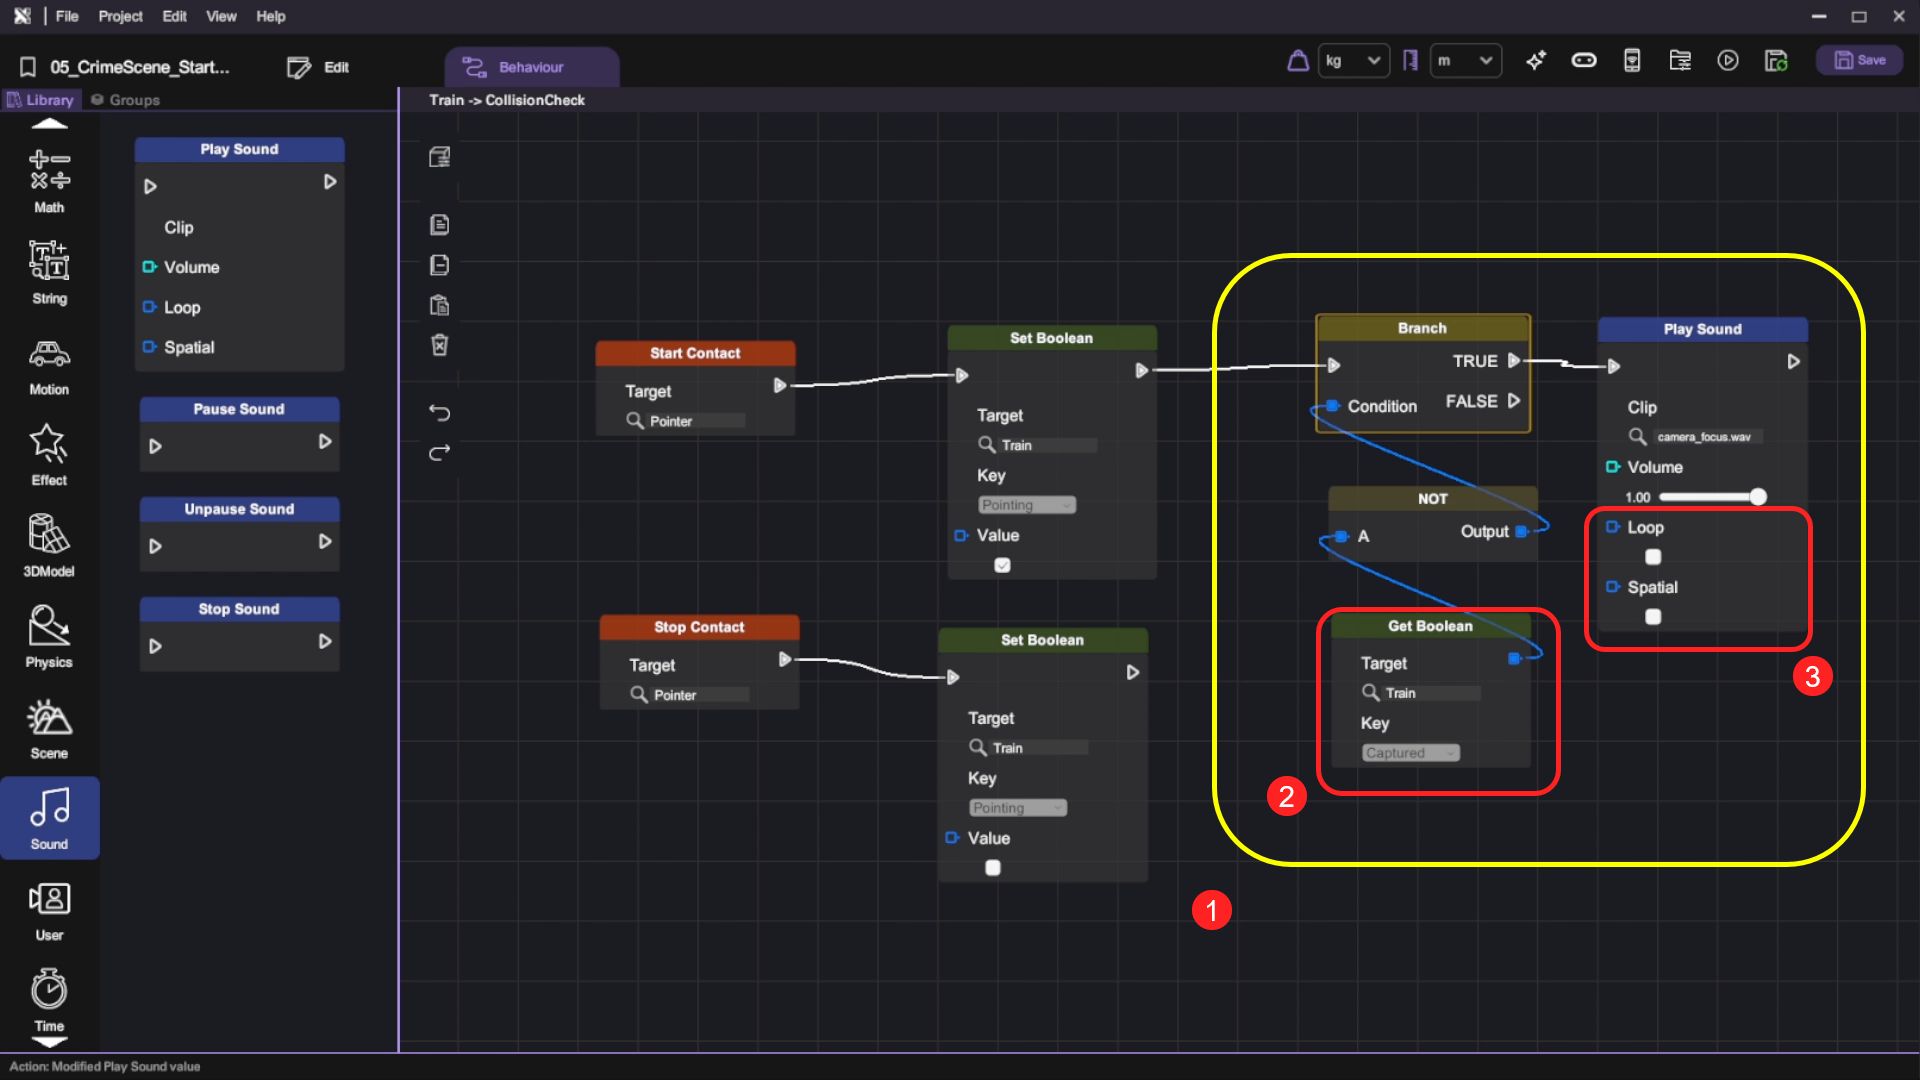 File Project Edit View Help
05_CrimeScene_Start... Edit Behaviour kg m Save
Library Groups
Train -> CollisionCheck
Math
String
Motion
Effect
3DModel
Physics
Scene
Sound
User
Time
Play Sound
Clip
Volume
Loop
Spatial
Pause Sound
Unpause Sound
Stop Sound
Start Contact
Target
Pointer
Set Boolean
Target
Train
Key
Pointing
Value
Stop Contact
Target
Pointer
Set Boolean
Target
Train
Key
Pointing
Value
Branch
TRUE
Condition FALSE
NOT
A Output
Get Boolean
Target
Train
Key
Captured
Play Sound
Clip
camera_focus.wav
Volume
1.00
Loop
Spatial
3
2
1
Action: Modified Play Sound value